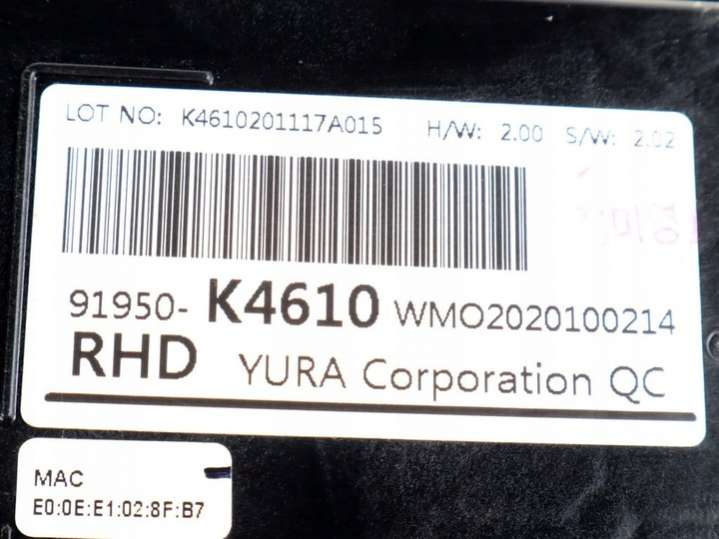 LOT NO: K4610201117A015 H/W: 2.00 S/W: 2.02
91950- K4610 WMO2020100214
RHD YURA Corporation QC
MAC
E0:0E:E1:02:8F:B7